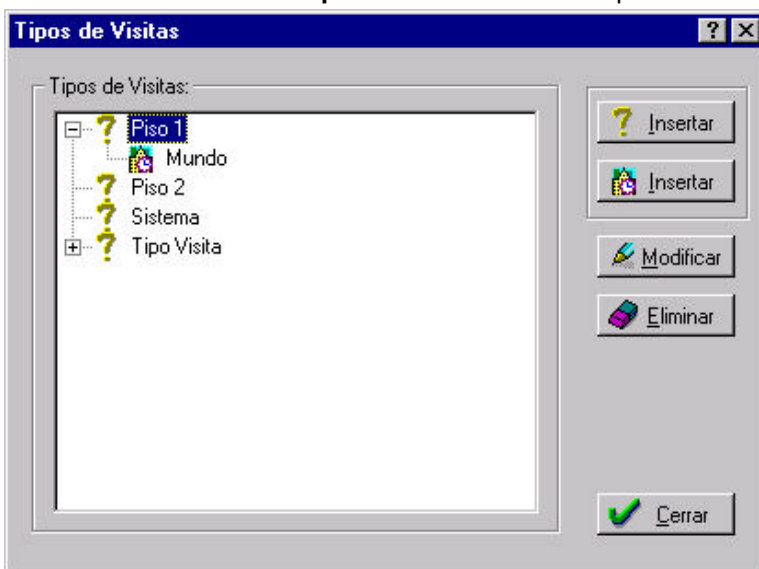 Tipos de Visitas
Tipos de Visitas:
Piso 1
Mundo
Piso 2
Sistema
Tipo Visita
Insertar
Insertar
Modificar
Eliminar
Cerrar